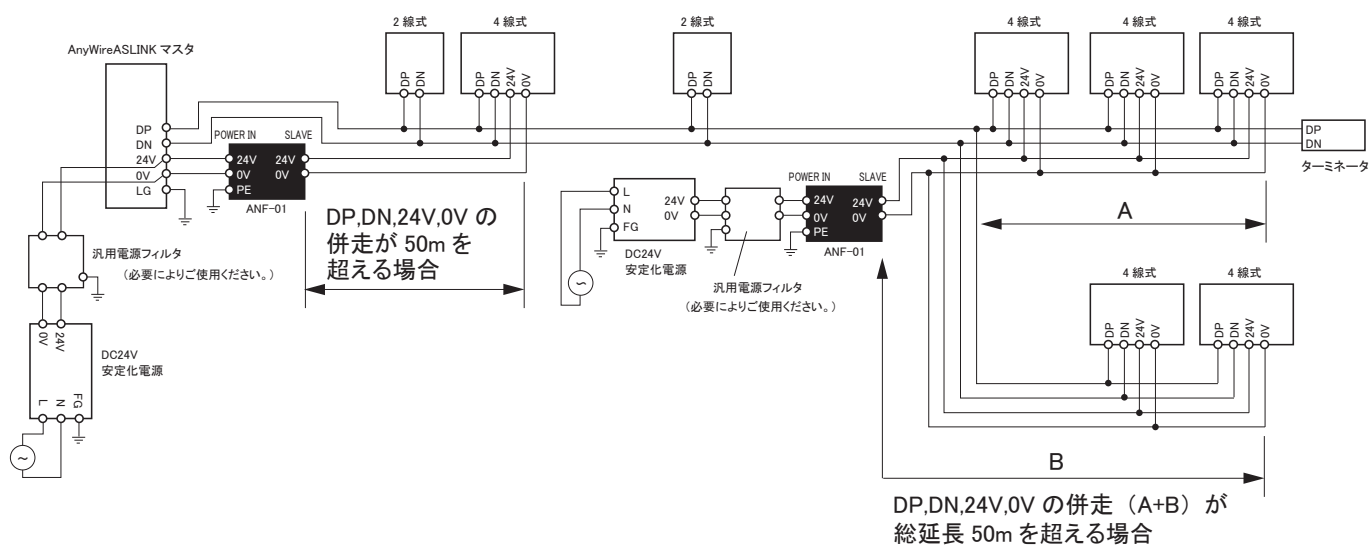 2 線式
4 線式
2 線式
4 線式
4 線式
4 線式
AnyWireASLINK マスタ
DP
DN
DP
DN
24V
0V
DP
DN
DP
DN
24V
0V
DP
DN
24V
0V
DP
DN
24V
0V
DP
DN
24V
0V
LG
POWER IN
SLAVE
24V
0V
PE
24V
0V
ANF-01
DP
DN
ターミネータ
DP,DN,24V,0V の
併走が 50m を
超える場合
L
N
FG
24V
0V
DC24V
安定化電源
POWER IN
SLAVE
24V
0V
PE
24V
0V
ANF-01
A
汎用電源フィルタ
(必要によりご使用ください。)
汎用電源フィルタ
(必要によりご使用ください。)
4 線式
4 線式
DP
DN
24V
0V
DP
DN
24V
0V
0V
24V
DC24V
安定化電源
L
N
FG
B
DP,DN,24V,0V の併走（A+B）が
総延長 50m を超える場合